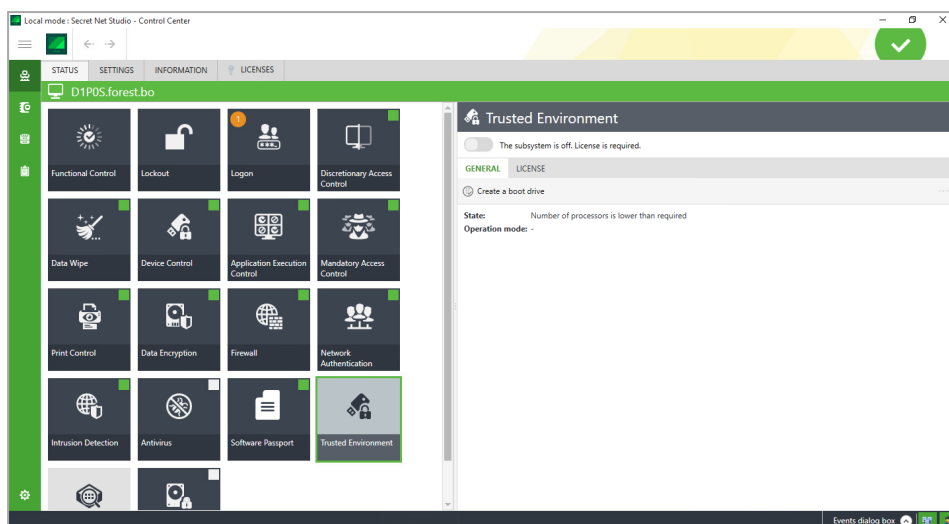 Local mode : Secret Net Studio - Control Center
STATUS SETTINGS INFORMATION LICENSES
D1P0S.forest.bo
1
Functional Control
Lockout
Logon
Discretionary Access
Control
Data Wipe
Device Control
Application Execution
Control
Mandatory Access
Control
Print Control
Data Encryption
Firewall
Network
Authentication
Intrusion Detection
Antivirus
Software Passport
Trusted Environment
Trusted Environment
The subsystem is off. License is required.
GENERAL LICENSE
Create a boot drive
State: Number of processors is lower than required
Operation mode: -
Events dialog box